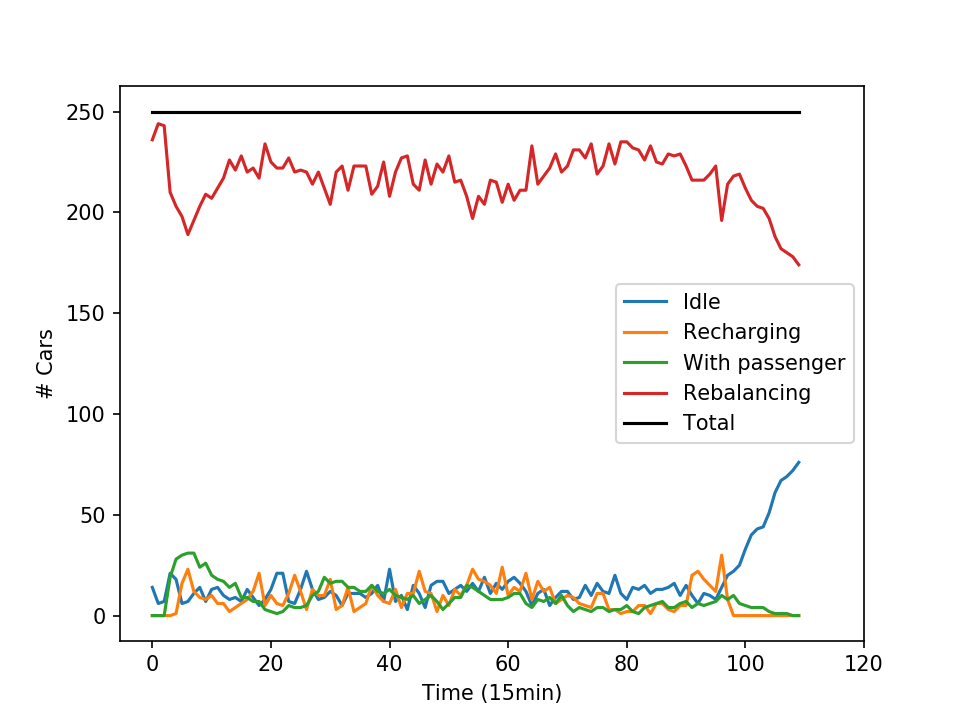 250
200
150
100
50
0
# Cars
Idle
Recharging
With passenger
Rebalancing
Total
0 20 40 60 80 100 120
Time (15min)